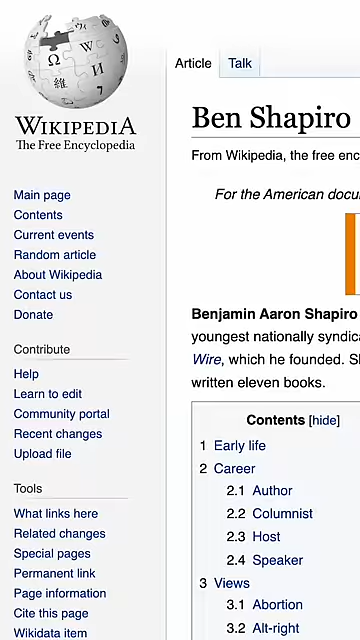 Ω W И 維
WIKIPEDIA
The Free Encyclopedia
Main page
Contents
Current events
Random article
About Wikipedia
Contact us
Donate
Contribute
Help
Learn to edit
Community portal
Recent changes
Upload file
Tools
What links here
Related changes
Special pages
Permanent link
Page information
Cite this page
Wikidata item
Article Talk
Ben Shapiro
From Wikipedia, the free enc
For the American docu
Benjamin Aaron Shapiro
youngest nationally syndica
Wire, which he founded. S
written eleven books.
Contents [hide]
1 Early life
2 Career
2.1 Author
2.2 Columnist
2.3 Host
2.4 Speaker
3 Views
3.1 Abortion
3.2 Alt-right